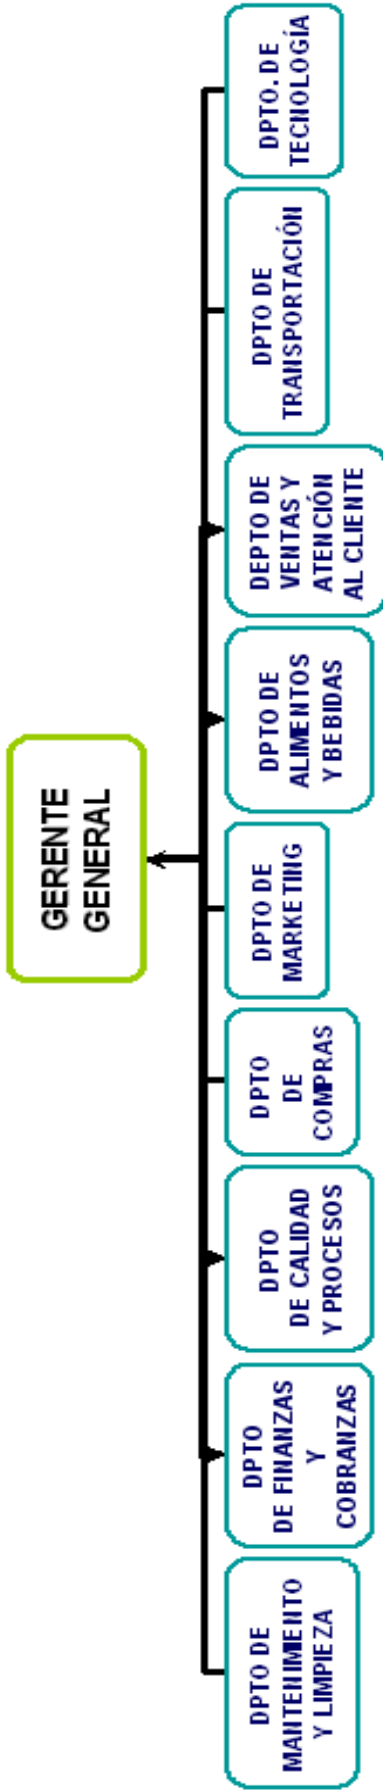 GERENTE
GENERAL
DPTO DE
MANTENIMIENTO
Y LIMPIEZA
DPTO
DE FINANZAS
Y
COBRANZAS
DPTO
DE CALIDAD
Y PROCESOS
DPTO
DE
COMPRAS
DPTO DE
MARKETING
DPTO DE
ALIMENTOS
Y BEBIDAS
DEPTO DE
VENTAS Y
ATENCIÓN
AL CLIENTE
DPTO DE
TRANSPORTACIÓN
DPTO. DE
TECNOLOGÍA